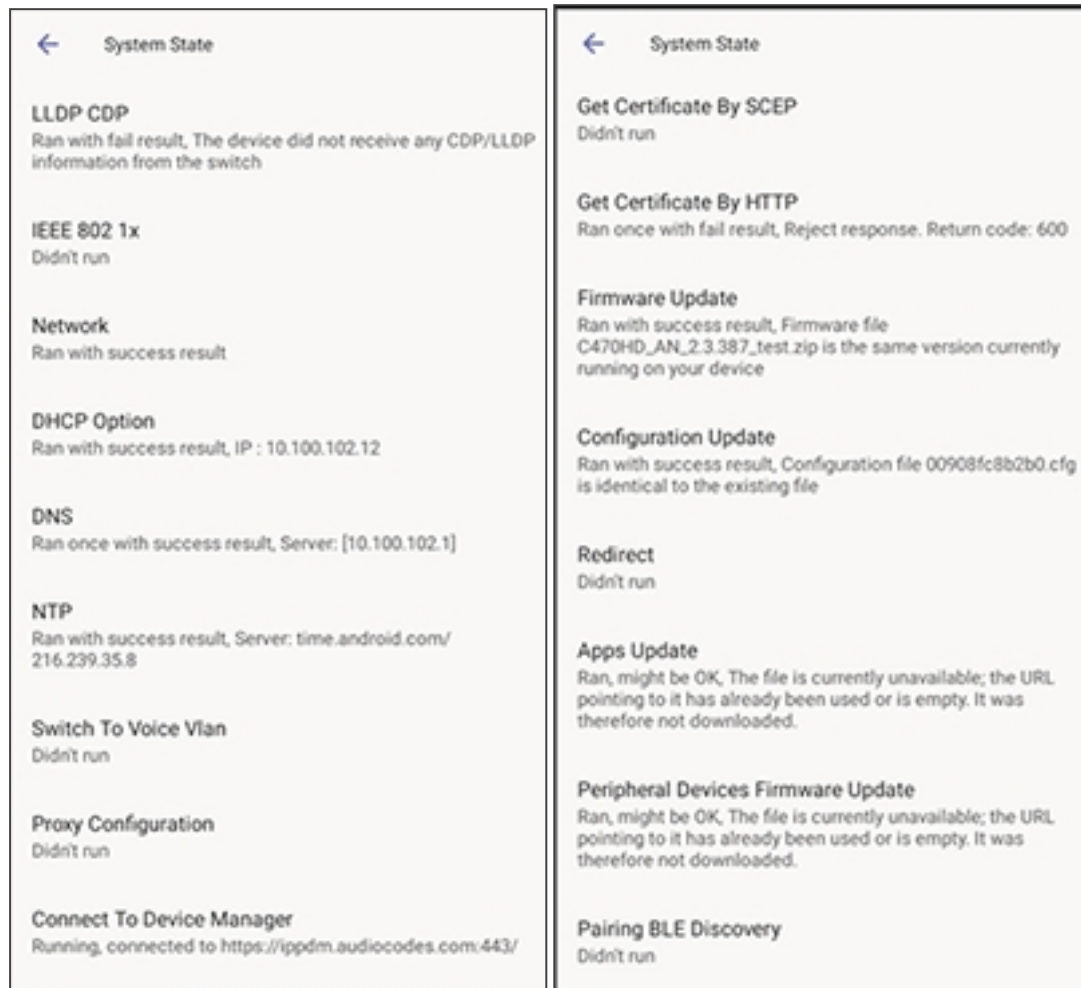 System State
LLDP CDP
Ran with fail result, The device did not receive any CDP/LLDP
information from the switch
IEEE 802 1x
Didn't run
Network
Ran with success result
DHCP Option
Ran with success result, IP : 10.100.102.12
DNS
Ran once with success result, Server: [10.100.102.1]
NTP
Ran with success result, Server: time.android.com/
216.239.35.8
Switch To Voice Vlan
Didn't run
Proxy Configuration
Didn't run
Connect To Device Manager
Running, connected to https://ippdm.audiocodes.com:443/
System State
Get Certificate By SCEP
Didn't run
Get Certificate By HTTP
Ran once with fail result, Reject response. Return code: 600
Firmware Update
Ran with success result, Firmware file
C470HD_AN_2.3.387_test.zip is the same version currently
running on your device
Configuration Update
Ran with success result, Configuration file 00908fc8b2b0.cfg
is identical to the existing file
Redirect
Didn't run
Apps Update
Ran, might be OK, The file is currently unavailable; the URL
pointing to it has already been used or is empty. It was
therefore not downloaded.
Peripheral Devices Firmware Update
Ran, might be OK, The file is currently unavailable; the URL
pointing to it has already been used or is empty. It was
therefore not downloaded.
Pairing BLE Discovery
Didn't run